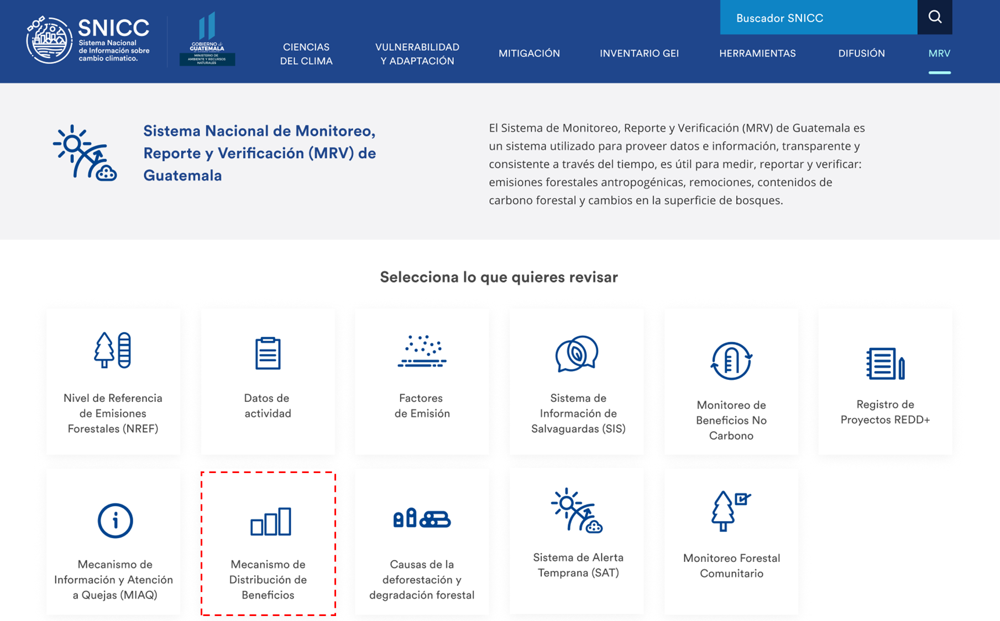 SNICC
Sistema Nacional
de Información sobre
cambio climatico.
GOBIERNO de
GUATEMALA
MINISTERIO DE
AMBIENTE Y RECURSOS
NATURALES
Buscador SNICC
CIENCIAS
DEL CLIMA
VULNERABILIDAD
Y ADAPTACIÓN
MITIGACIÓN
INVENTARIO GEI
HERRAMIENTAS
DIFUSIÓN
MRV
Sistema Nacional de Monitoreo,
Reporte y Verificación (MRV) de
Guatemala
El Sistema de Monitoreo, Reporte y Verificación (MRV) de Guatemala es
un sistema utilizado para proveer datos e información, transparente y
consistente a través del tiempo, es útil para medir, reportar y verificar:
emisiones forestales antropogénicas, remociones, contenidos de
carbono forestal y cambios en la superficie de bosques.
Selecciona lo que quieres revisar
Nivel de Referencia
de Emisiones
Forestales (NREF)
Datos de
actividad
Factores
de Emisión
Sistema de
Información de
Salvaguardas (SIS)
Monitoreo de
Beneficios No
Carbono
Registro de
Proyectos REDD+
Mecanismo de
Información y Atención
a Quejas (MIAQ)
Mecanismo de
Distribución de
Beneficios
Causas de la
deforestación y
degradación forestal
Sistema de Alerta
Temprana (SAT)
Monitoreo Forestal
Comunitario